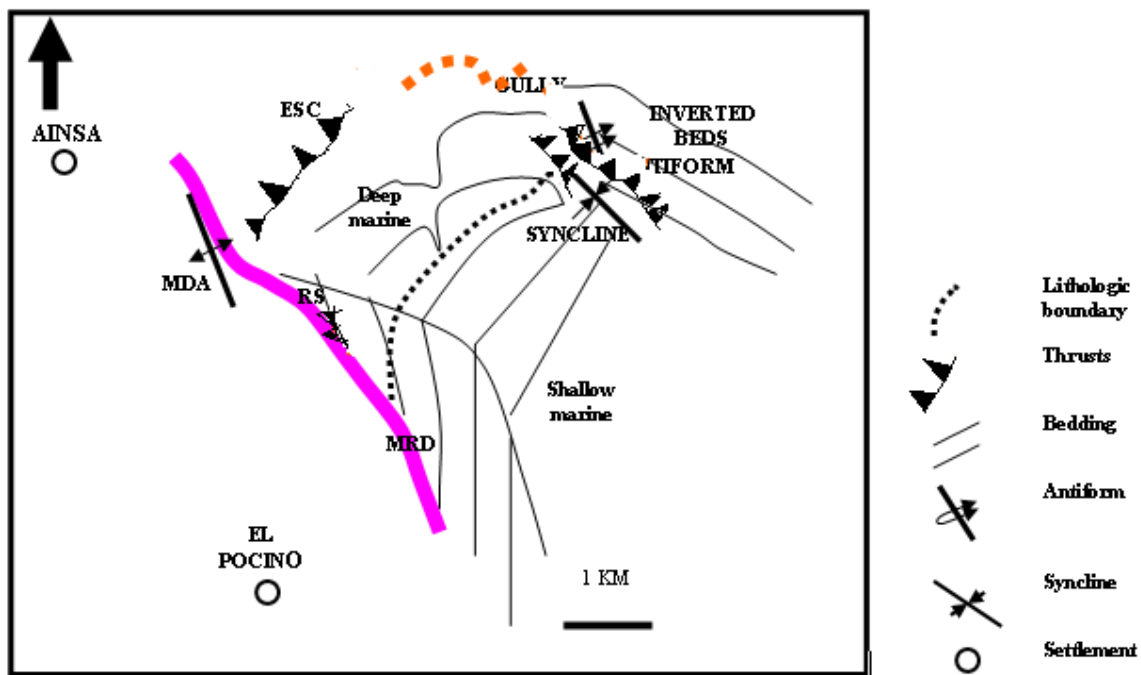 GULLY
ESC
INVERTED
BEDS
AINSA
TIFORM
Deep
marine
SYNCLINE
MDA
RS
Lithologic
boundary
Thrusts
Shallow
marine
Bedding
MRD
Antiform
EL
POCINO
1 KM
Syncline
Settlement